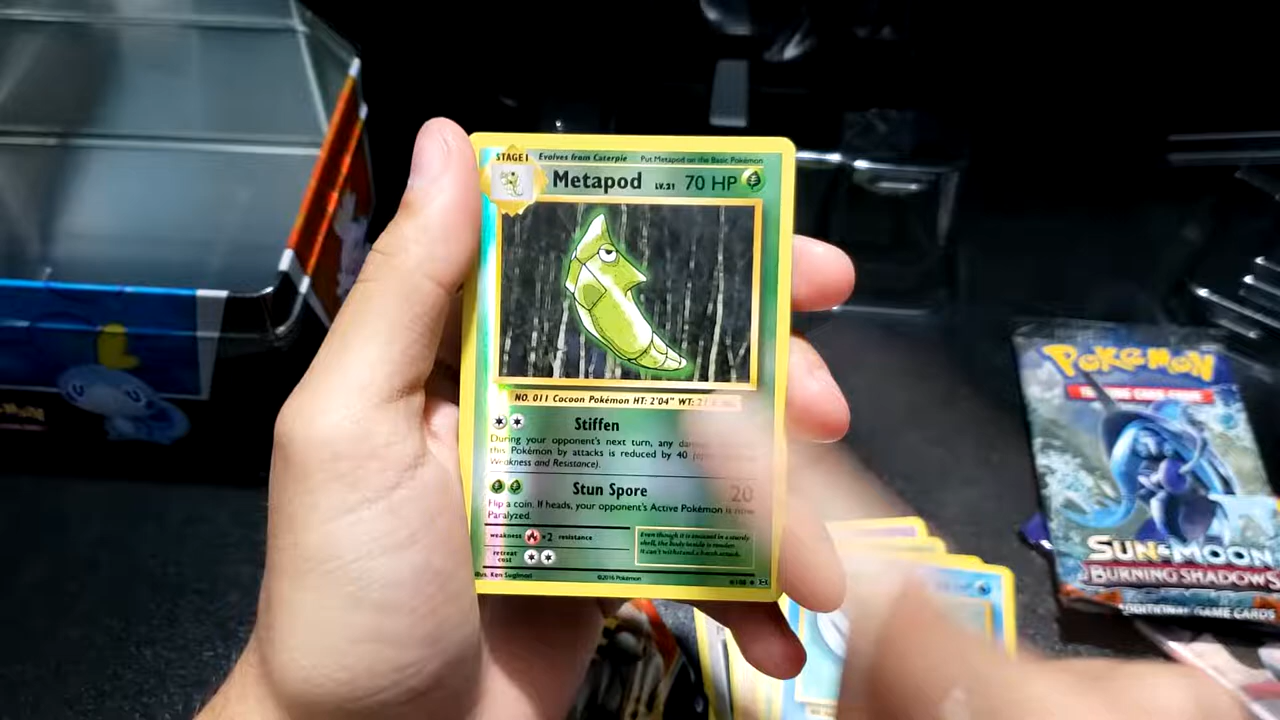 STAGE1 Evolves from Caterpie Put Metapod on the Basic Pokémon
Metapod LV.21 70 HP
NO. 011 Cocoon Pokémon HT: 2'04" WT:
Stiffen
During your opponent's next turn, any
this Pokémon by attacks is reduced by 40
Weakness and Resistance).
Stun Spore 20
Flip a coin. If heads, your opponent's Active Pokémon is now
Paralyzed.
weakness ×2 resistance
retreat
cost
Even though it is encased in a sturdy
shell, the body inside is tender.
It can't withstand a harsh attack.
Illus. Ken Sugimori ©2016 Pokémon
POKÉMON
SUN & MOON
BURNING SHADOWS
ADDITIONAL GAME CARDS